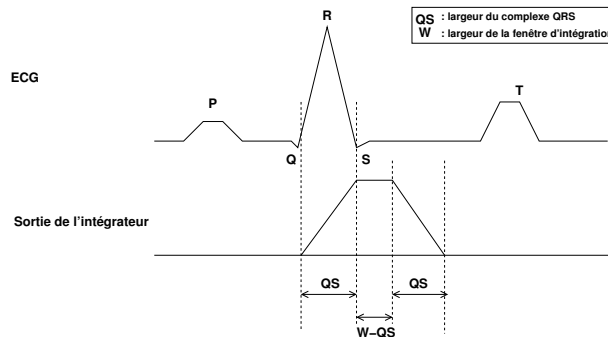 R
QS : largeur du complexe QRS
W : largeur de la fenêtre d'intégration
ECG
P
T
Q
S
Sortie de l'intégrateur
QS
QS
W−QS